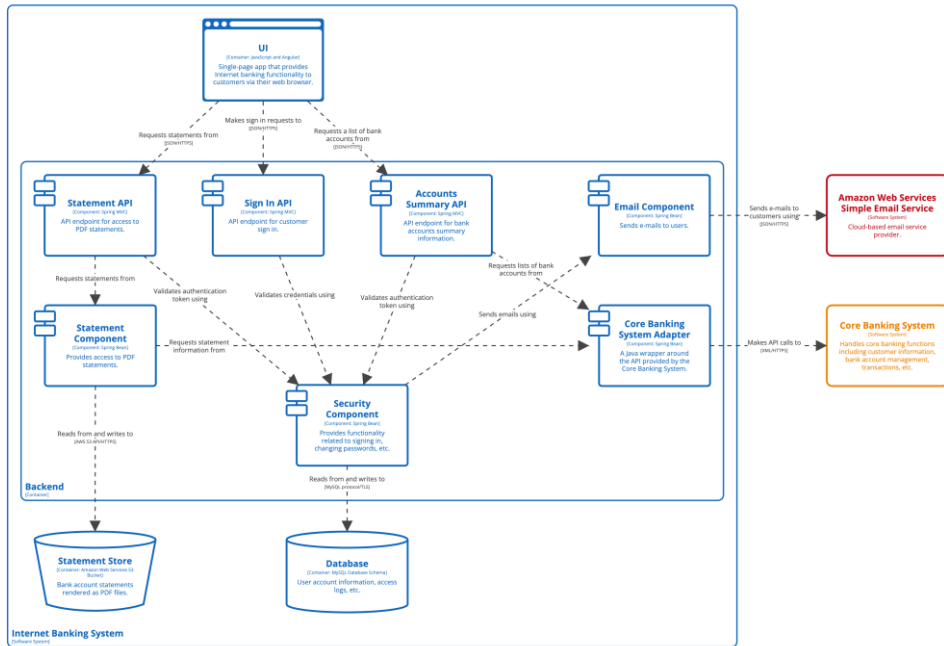 UI
[Container: JavaScript and Angular]
Single-page app that provides
Internet banking functionality to
customers via their web browser.
Requests statements from
[JSON/HTTPS]
Makes sign in requests to
[JSON/HTTPS]
Requests a list of bank
accounts from
[JSON/HTTPS]
Statement API
[Component: Spring MVC]
API endpoint for access to
PDF statements.
Sign In API
[Component: Spring MVC]
API endpoint for customer
sign in.
Accounts
Summary API
[Component: Spring MVC]
API endpoint for bank
accounts summary
information.
Email Component
[Component: Spring Bean]
Sends e-mails to users.
Sends e-mails to
customers using
[JSON/HTTPS]
Amazon Web Services
Simple Email Service
[Software System]
Cloud-based email service
provider.
Requests statements from
Validates authentication
token using
Validates credentials using
Validates authentication
token using
Requests lists of bank
accounts from
Sends emails using
Statement
Component
[Component: Spring Bean]
Provides access to PDF
statements.
Requests statement
information from
Core Banking
System Adapter
[Component: Spring Bean]
A Java wrapper around
the API provided by the
Core Banking System.
Makes API calls to
[XML/HTTPS]
Core Banking System
[Software System]
Handles core banking functions
including customer information,
bank account management,
transactions, etc.
Security
Component
[Component: Spring Bean]
Provides functionality
related to signing in,
changing passwords, etc.
Reads from and writes to
[AWS S3 API/HTTPS]
Reads from and writes to
[MySQL protocol/TLS]
Backend
[Container]
Statement Store
[Container: Amazon Web Services S3
Bucket]
Bank account statements
rendered as PDF files.
Database
[Container: MySQL Database Schema]
User account information, access
logs, etc.
Internet Banking System
[Software System]